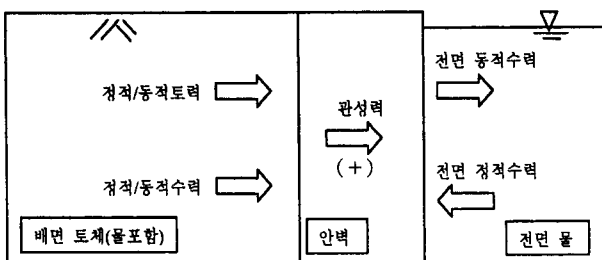 전면 동적수력
정적/동적토력
관성력
(+)
전면 정적수력
정적/동적수력
배면 토체(물포함)
안벽
전면 물